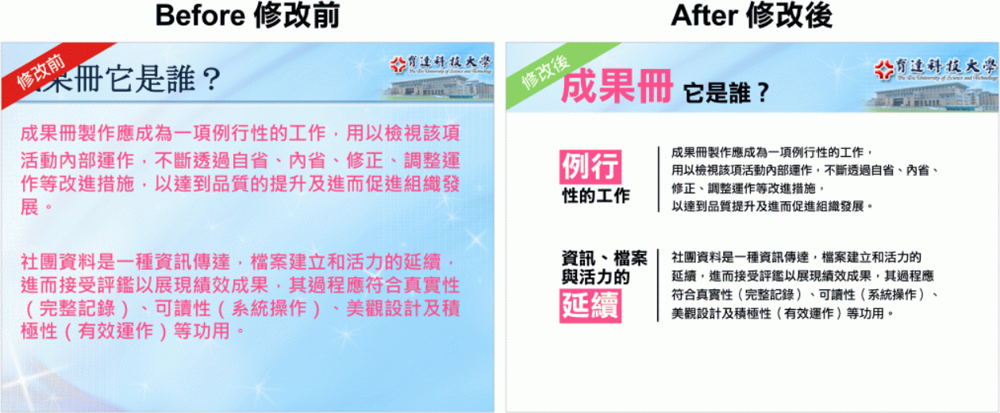 Before 修改前
修改前
果冊它是誰？
育達科技大學
Yu Da University of Science and Technology
成果冊製作應成為一項例行性的工作，用以檢視該項
活動內部運作，不斷透過自省、內省、修正、調整運
作等改進措施，以達到品質的提升及進而促進組織發
展。
社團資料是一種資訊傳達，檔案建立和活力的延續，
進而接受評鑑以展現績效成果，其過程應符合真實性
（完整記錄）、可讀性（系統操作）、美觀設計及積
極性（有效運作）等功用。
After 修改後
修改後
成果冊 它是誰？
育達科技大學
Yu Da University of Science and Technology
例行
性的工作
成果冊製作應成為一項例行性的工作，
用以檢視該項活動內部運作，不斷透過自省、內省、
修正、調整運作等改進措施，
以達到品質提升及進而促進組織發展。
資訊、檔案
與活力的
延續
社團資料是一種資訊傳達，檔案建立和活力的
延續，進而接受評鑑以展現績效成果，其過程應
符合真實性（完整記錄）、可讀性（系統操作）、
美觀設計及積極性（有效運作）等功用。